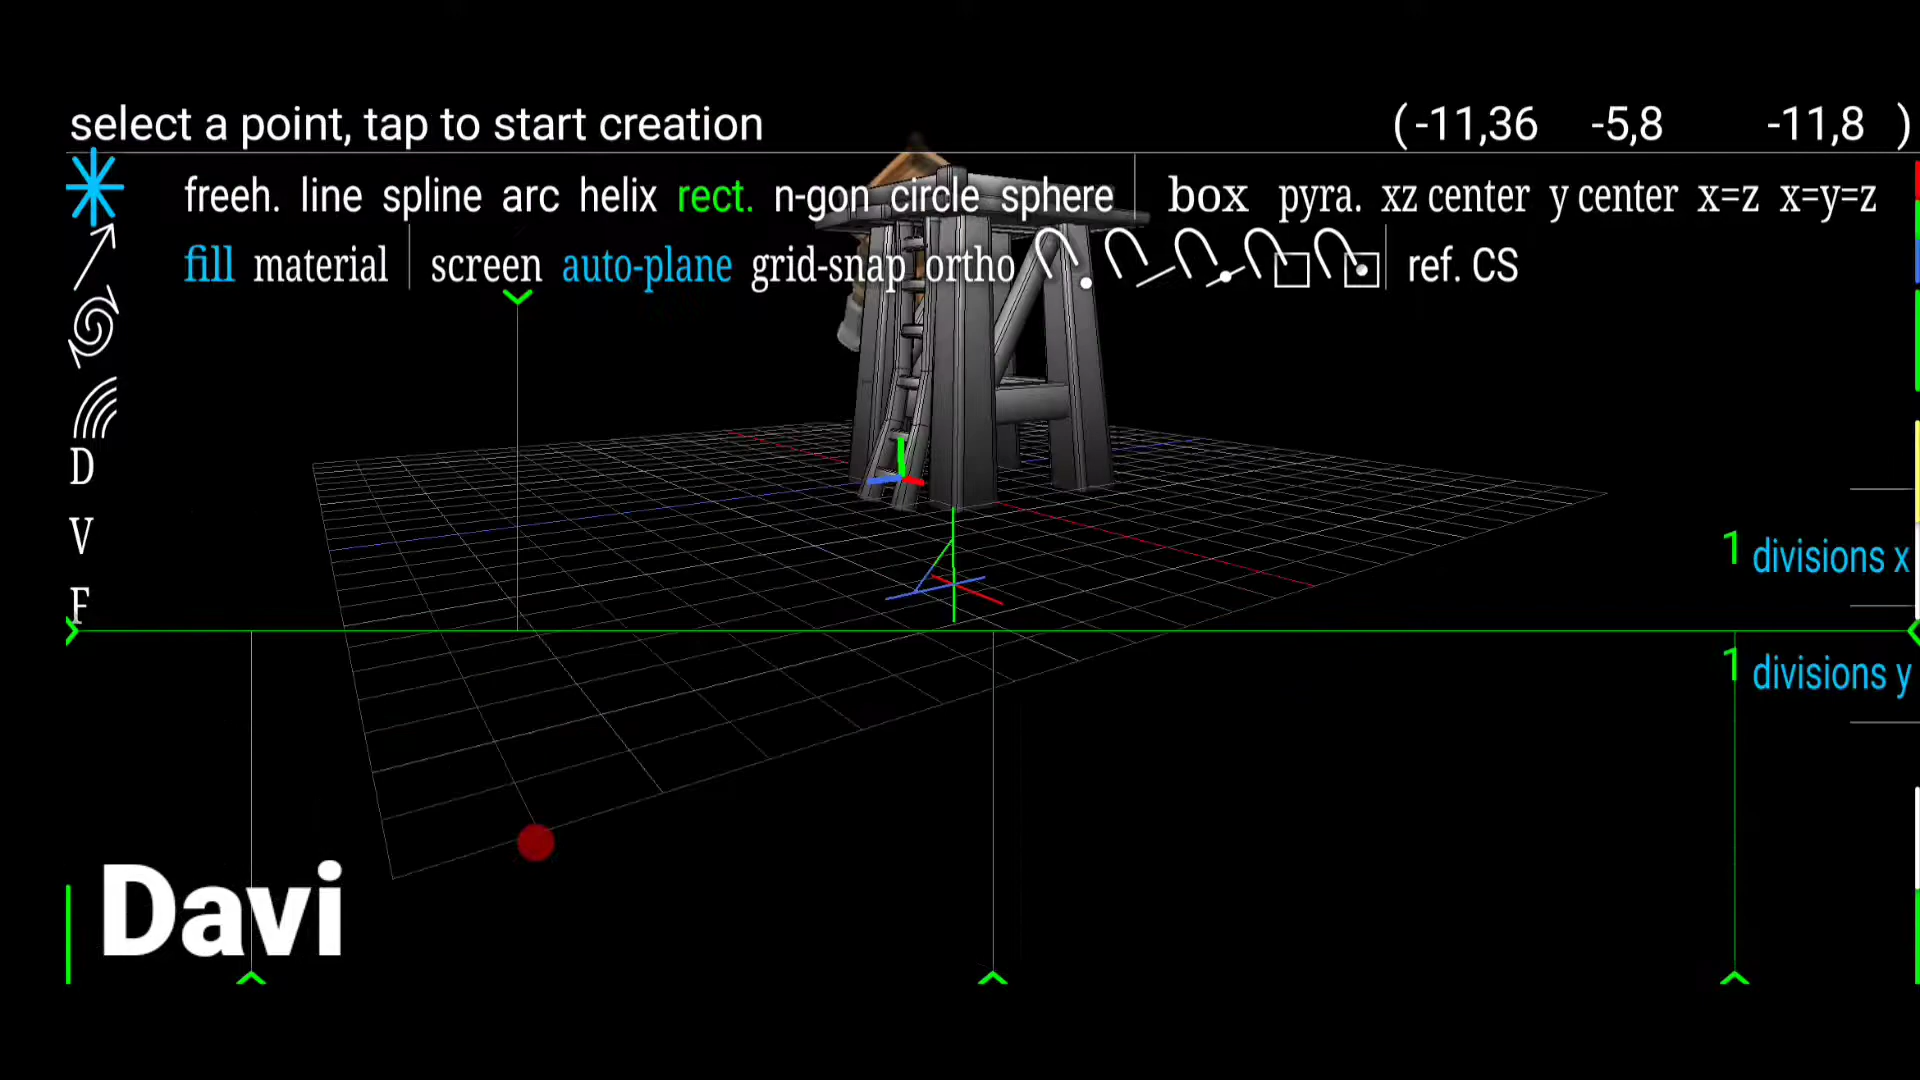 select a point, tap to start creation (-11,36 -5,8 -11,8 )
freeh. line spline arc helix rect. n-gon circle sphere box pyra. xz center y center x=z x=y=z
fill material screen auto-plane grid-snap ortho ref. CS
D
V
F
1 divisions x
1 divisions y
Davi